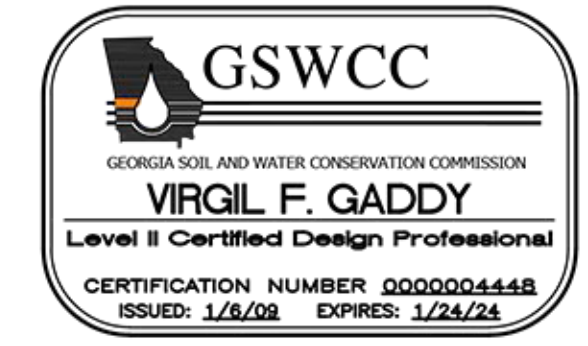 GSWCC
GEORGIA SOIL AND WATER CONSERVATION COMMISSION
VIRGIL F. GADDY
Level II Certified Design Professional
CERTIFICATION NUMBER 0000004448
ISSUED: 1/6/09 EXPIRES: 1/24/24